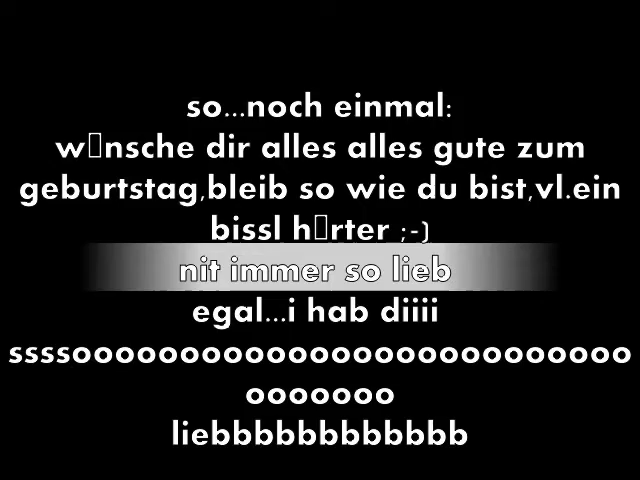 so...noch einmal:
w▯nsche dir alles alles gute zum
geburtstag,bleib so wie du bist,vl.ein
bissl h▯rter ;-)
nit immer so lieb
egal...i hab diiii
ssssoooooooooooooooooooooooooo
ooooooo
liebbbbbbbbbbbb